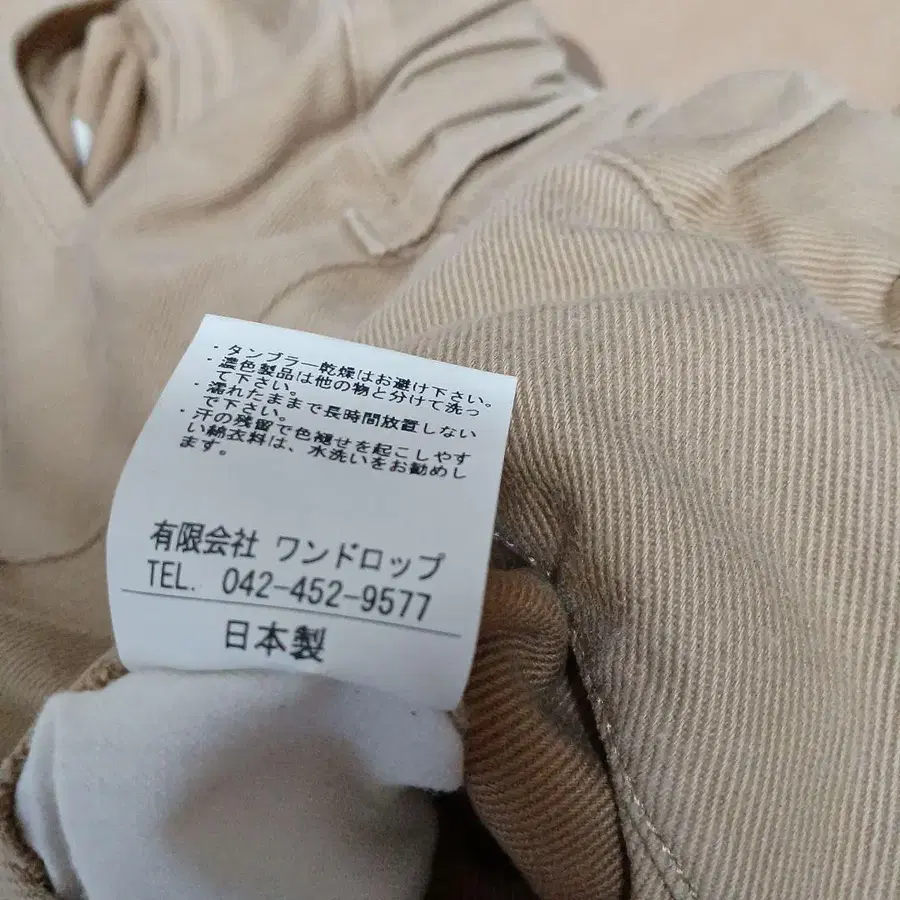 ・タンブラー乾燥はお避け下さい。
・濃色製品は他の物と分けて洗っ
て下さい。
・濡れたままで長時間放置しない
で下さい。
・汗の残留で色褪せを起こしやす
い綿衣料は、水洗いをお勧めし
ます。
有限会社 ワンドロップ
TEL. 042-452-9577
日本製